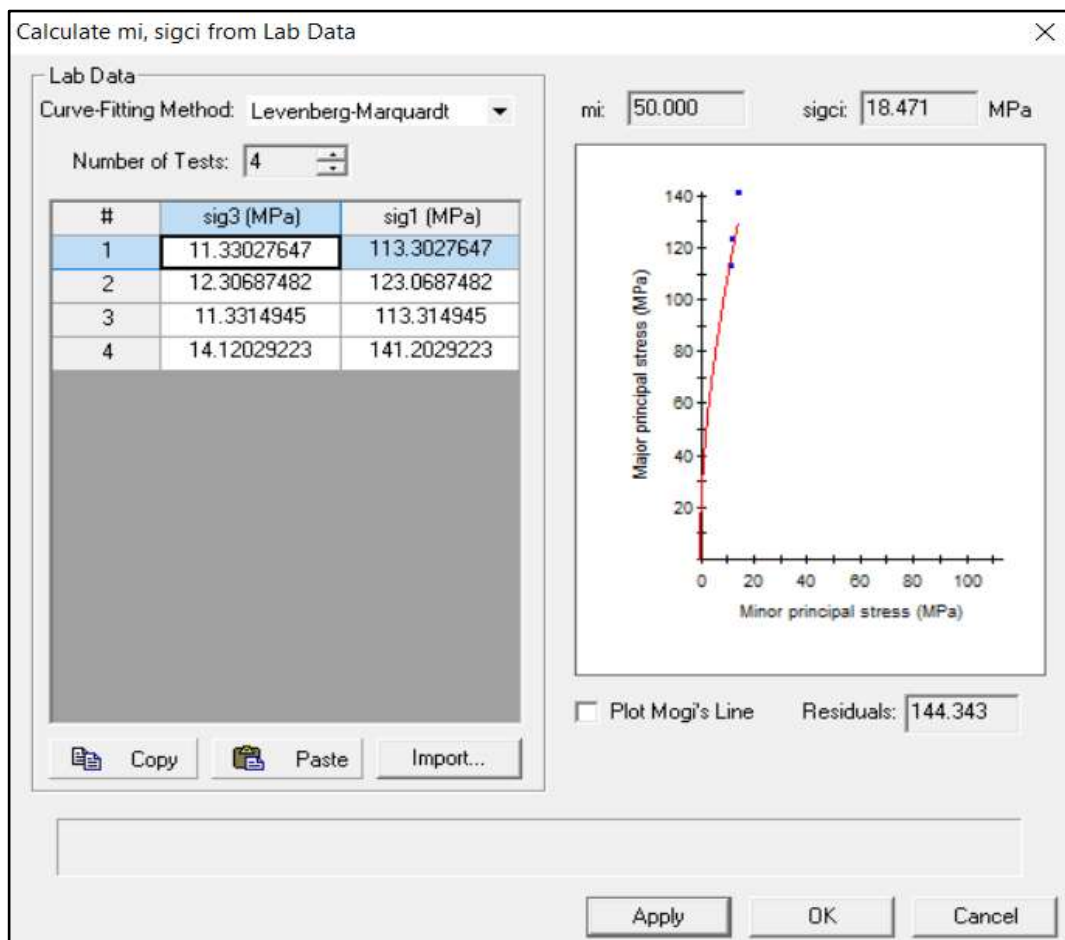 Calculate mi, sigci from Lab Data
Lab Data
Curve-Fitting Method: Levenberg-Marquardt
Number of Tests: 4
# sig3 (MPa) sig1 (MPa)
1 11.33027647 113.3027647
2 12.30687482 123.0687482
3 11.3314945 113.314945
4 14.12029223 141.2029223
Copy Paste Import...
mi: 50.000 sigci: 18.471 MPa
Major principal stress (MPa)
140
120
100
80
60
40
20
0 20 40 60 80 100
Minor principal stress (MPa)
Plot Mogi's Line Residuals: 144.343
Apply OK Cancel